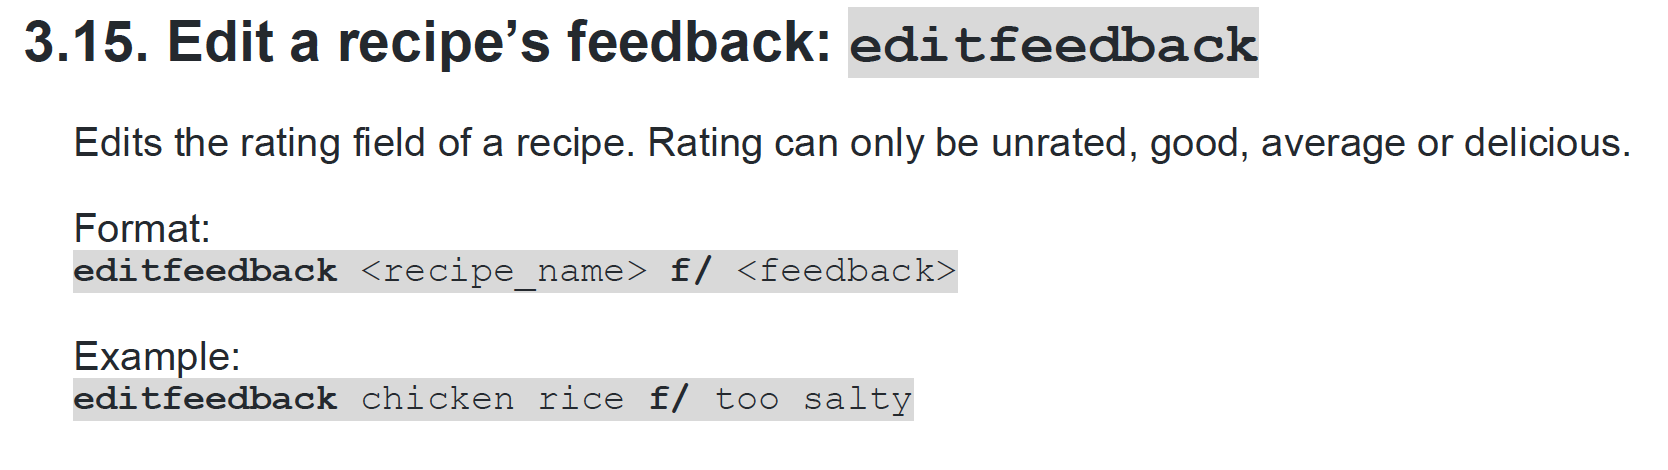 3.15. Edit a recipe’s feedback: editfeedback
Edits the rating field of a recipe. Rating can only be unrated, good, average or delicious.
Format:
editfeedback <recipe_name> f/ <feedback>
Example:
editfeedback chicken rice f/ too salty